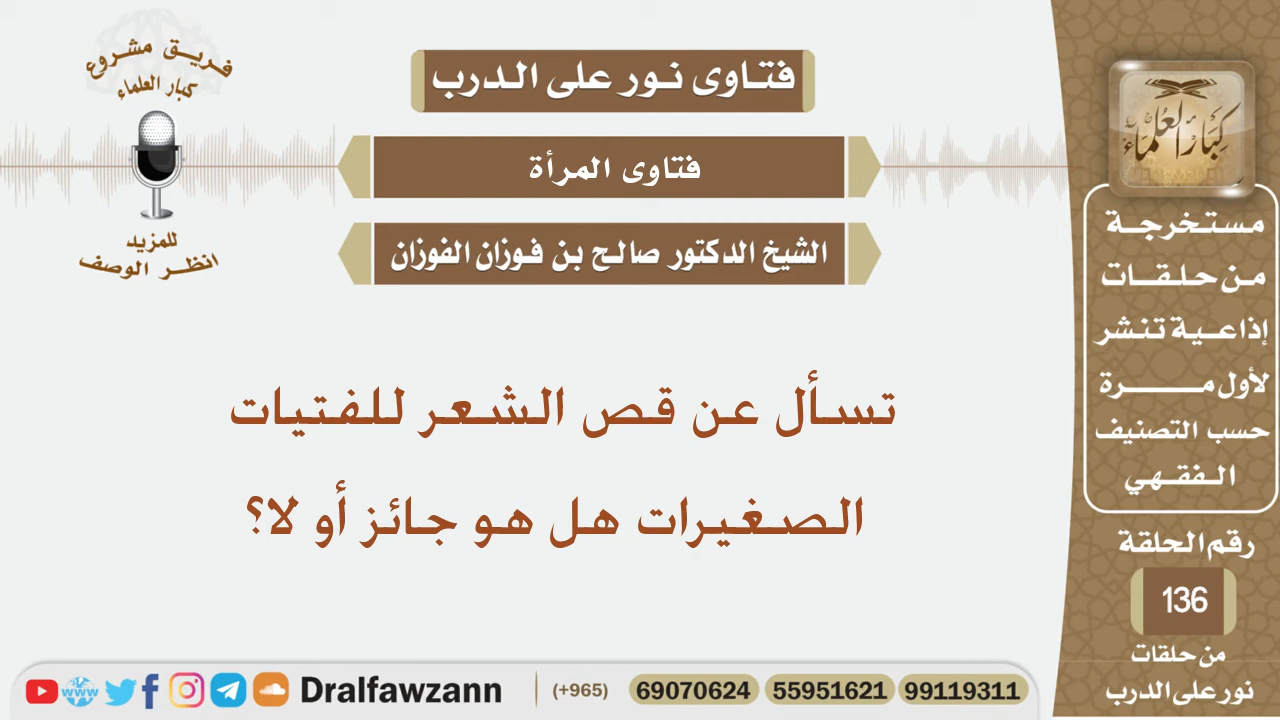 فريق مشروع
كبار العلماء
للمزيد
انظر الوصف
فتاوى نور على الدرب
فتاوى المرأة
الشيخ الدكتور صالح بن فوزان الفوزان
تسأل عن قص الشعر للفتيات
الصغيرات هل هو جائز أو لا؟
كبار العلماء
مستخرجة
من حلقات
إذاعية تنشر
لأول مرة
حسب التصنيف
الفقهي
رقم الحلقة
136
من حلقات
نور على الدرب
www Dralfawzann (+965) 69070624 55951621 99119311